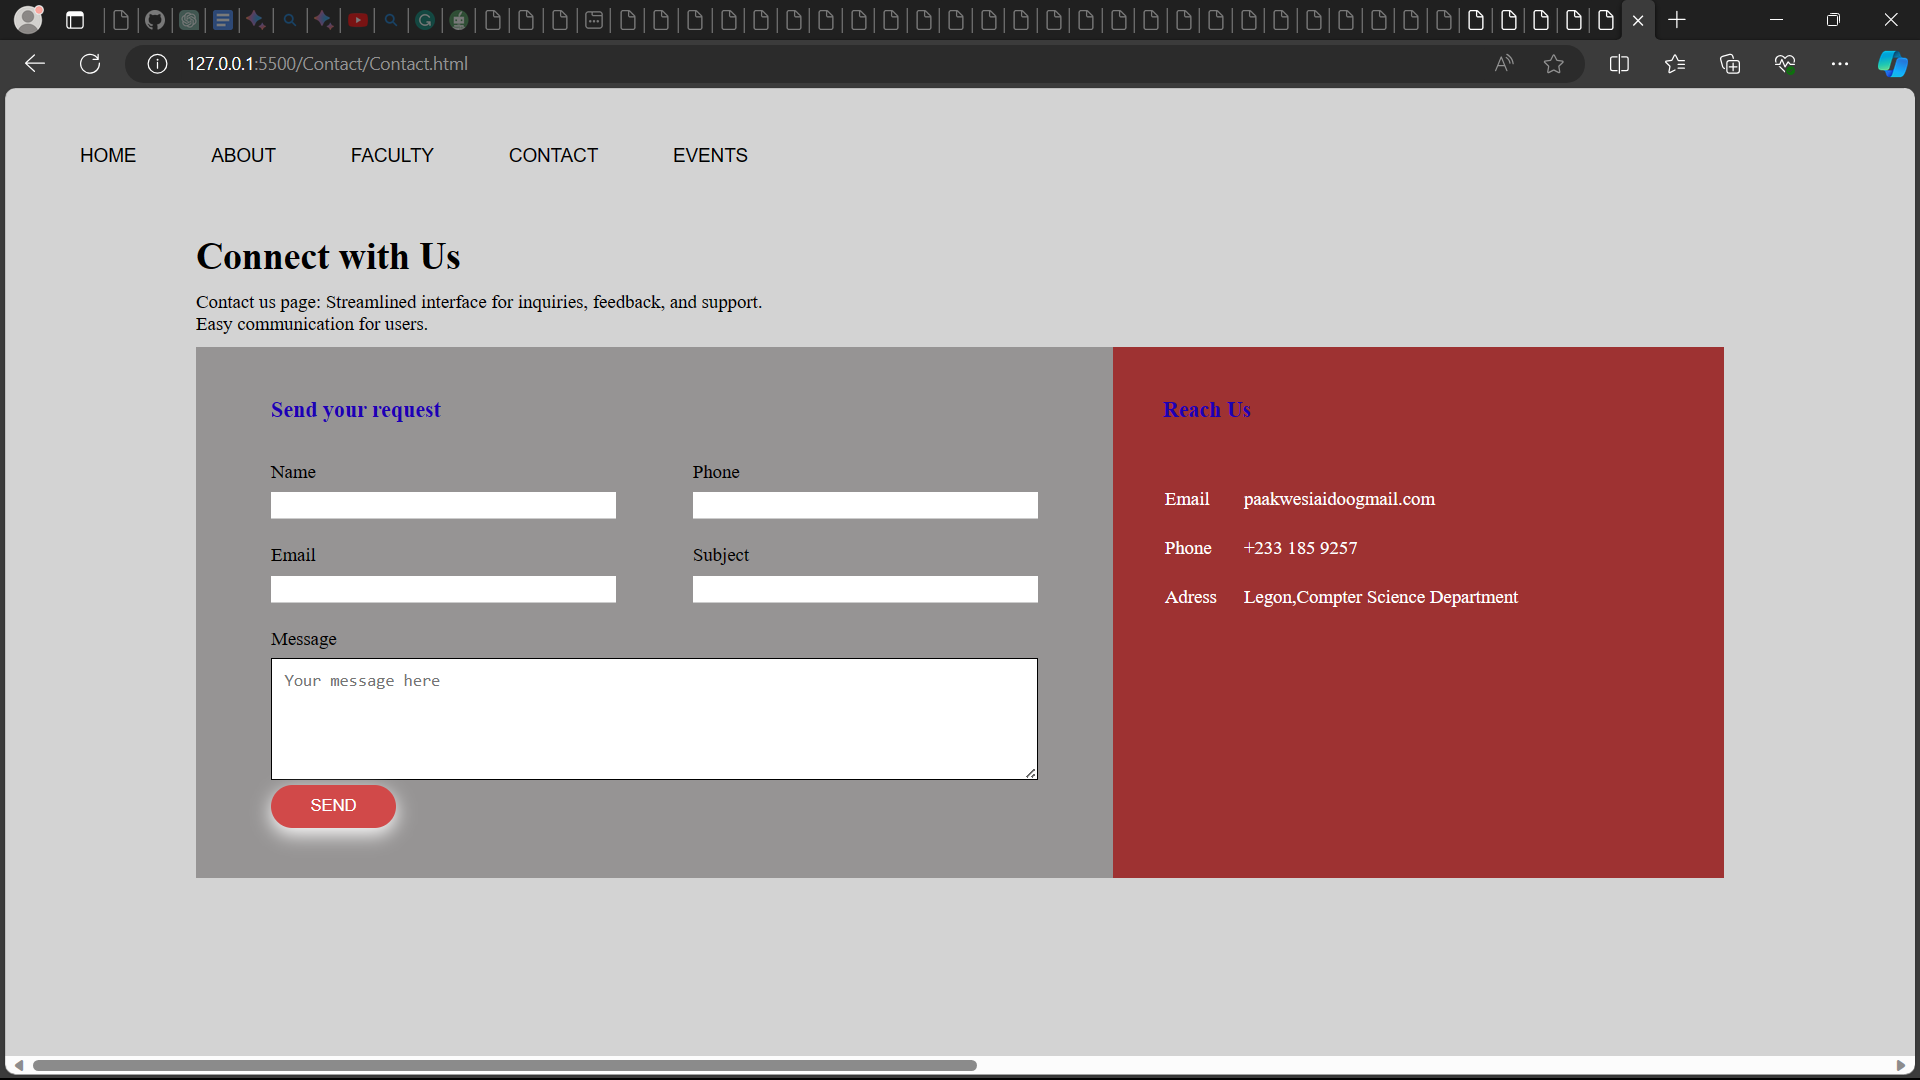 127.0.0.1:5500/Contact/Contact.html
HOME ABOUT FACULTY CONTACT EVENTS
Connect with Us
Contact us page: Streamlined interface for inquiries, feedback, and support.
Easy communication for users.
Send your request
Name Phone
Email Subject
Message
Your message here
SEND
Reach Us
Email paakwesiaidoogmail.com
Phone +233 185 9257
Adress Legon,Compter Science Department